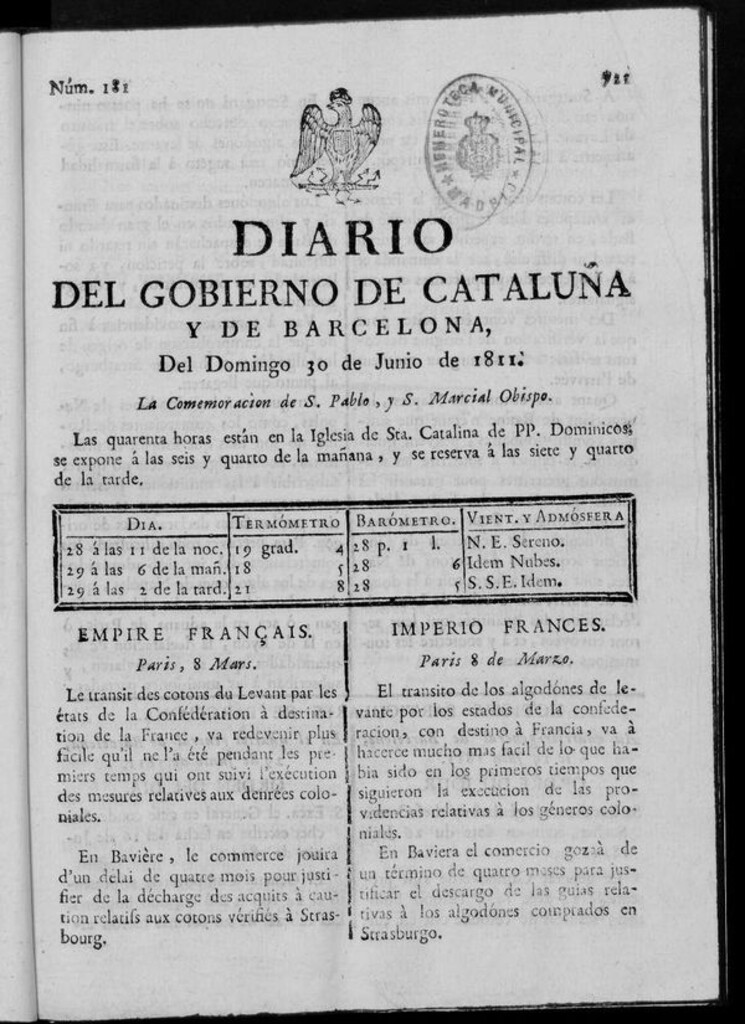 Núm. 181
HEMEROTECA MUNICIPAL
MADRID
DIARIO
DEL GOBIERNO DE CATALUÑA
Y DE BARCELONA,
Del Domingo 30 de Junio de 1811.
La Comemoracion de S. Pablo, y S. Marcial Obispo.
Las quarenta horas están en la Iglesia de Sta. Catalina de PP. Dominicos;
se expone á las seis y quarto de la mañana, y se reserva á las siete y quarto
de la tarde.
DIA. TERMÓMETRO BARÓMETRO. VIENT. Y ADMÓSFERA
28 á las 11 de la noc. 19 grad. 4 28 p. 1 l. N. E. Sereno.
29 á las 6 de la mañ. 18 5 28 6 Idem Nubes.
29 á las 2 de la tard. 21 8 28 5 S. S. E. Idem.
EMPIRE FRANÇAIS.
Paris, 8 Mars.
Le transit des cotons du Levant par les
états de la Confédération à destina-
tion de la France, va redevenir plus
facile qu'il ne l'a été pendant les pre-
miers temps qui ont suivi l'exécution
des mesures relatives aux denrées colo-
niales.
En Bavière, le commerce jouira
d'un delai de quatre mois pour justi-
fier de la décharge des acquits à cau-
tion relatifs aux cotons vérifiés à Stras-
bourg.
IMPERIO FRANCES.
Paris 8 de Marzo.
El transito de los algodónes de le-
vante por los estados de la confede-
racion, con destino á Francia, va à
hacerce mucho mas facil de lo que ha-
bia sido en los primeros tiempos que
siguieron la execucion de las pro-
videncias relativas à los géneros colo-
niales.
En Baviera el comercio gozaà de
un término de quatro meses para jus-
tificar el descargo de las guias rela-
tivas à los algodónes comprados en
Strasburgo.